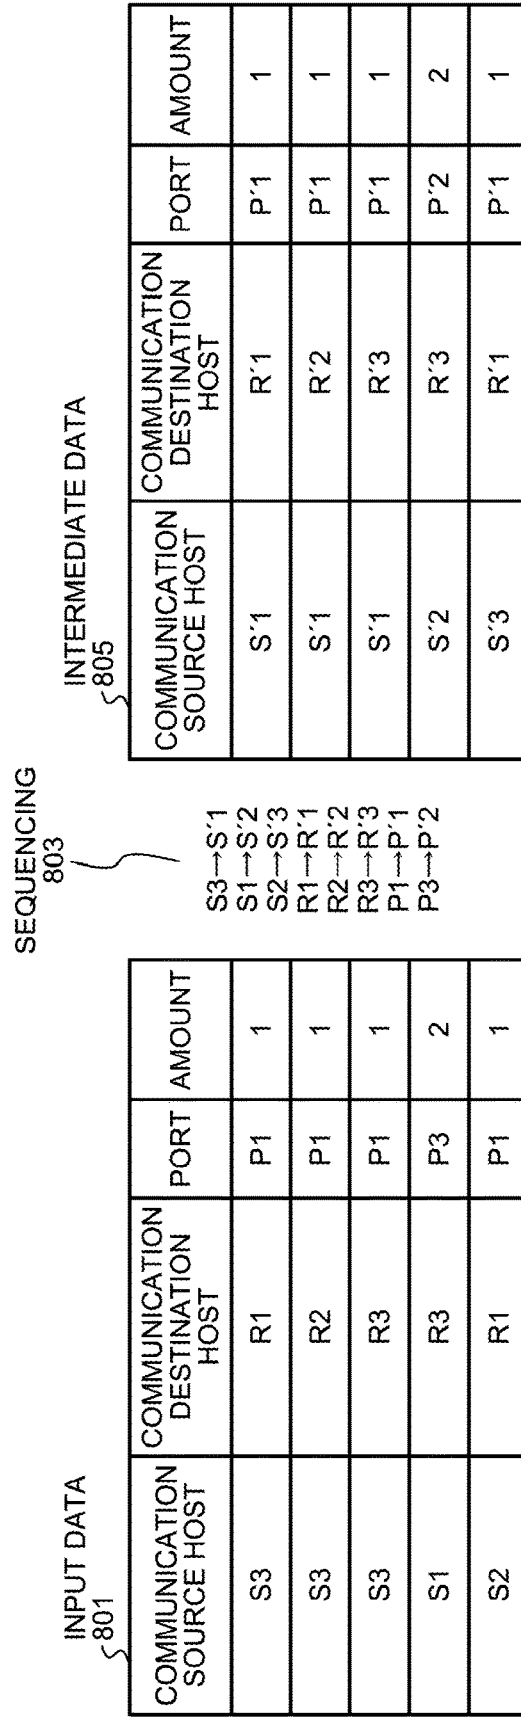 INPUT DATA
801
COMMUNICATION SOURCE HOST | COMMUNICATION DESTINATION HOST | PORT | AMOUNT
S3 | R1 | P1 | 1
S3 | R2 | P1 | 1
S3 | R3 | P1 | 1
S1 | R3 | P3 | 2
S2 | R1 | P1 | 1
SEQUENCING
803
S3→S´1
S1→S´2
S2→S´3
R1→R´1
R2→R´2
R3→R´3
P1→P´1
P3→P´2
INTERMEDIATE DATA
805
COMMUNICATION SOURCE HOST | COMMUNICATION DESTINATION HOST | PORT | AMOUNT
S´1 | R´1 | P´1 | 1
S´1 | R´2 | P´1 | 1
S´1 | R´3 | P´1 | 1
S´2 | R´3 | P´2 | 2
S´3 | R´1 | P´1 | 1